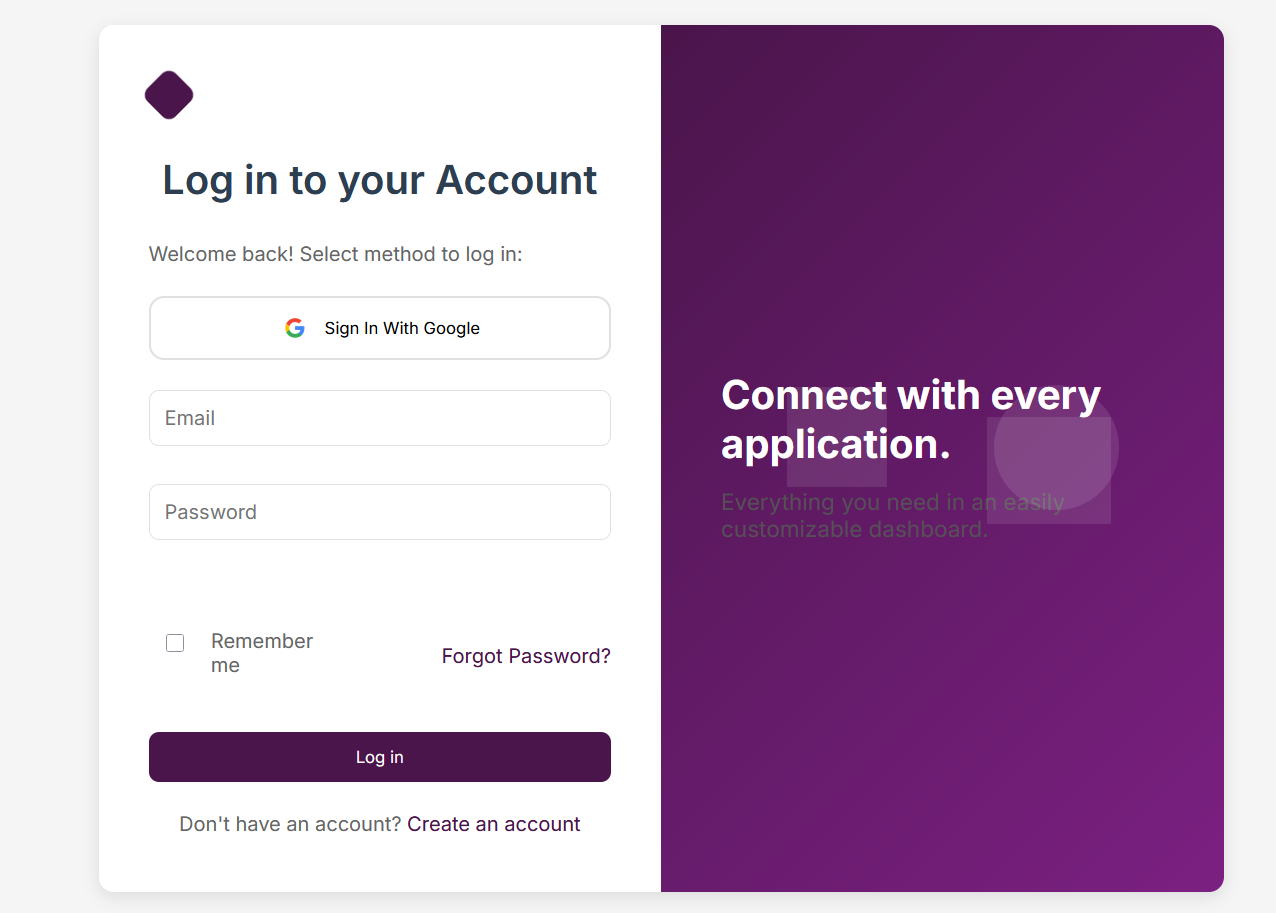 Log in to your Account
Welcome back! Select method to log in:
Sign In With Google
Email
Password
Remember
me
Forgot Password?
Log in
Don't have an account? Create an account
Connect with every
application.
Everything you need in an easily
customizable dashboard.